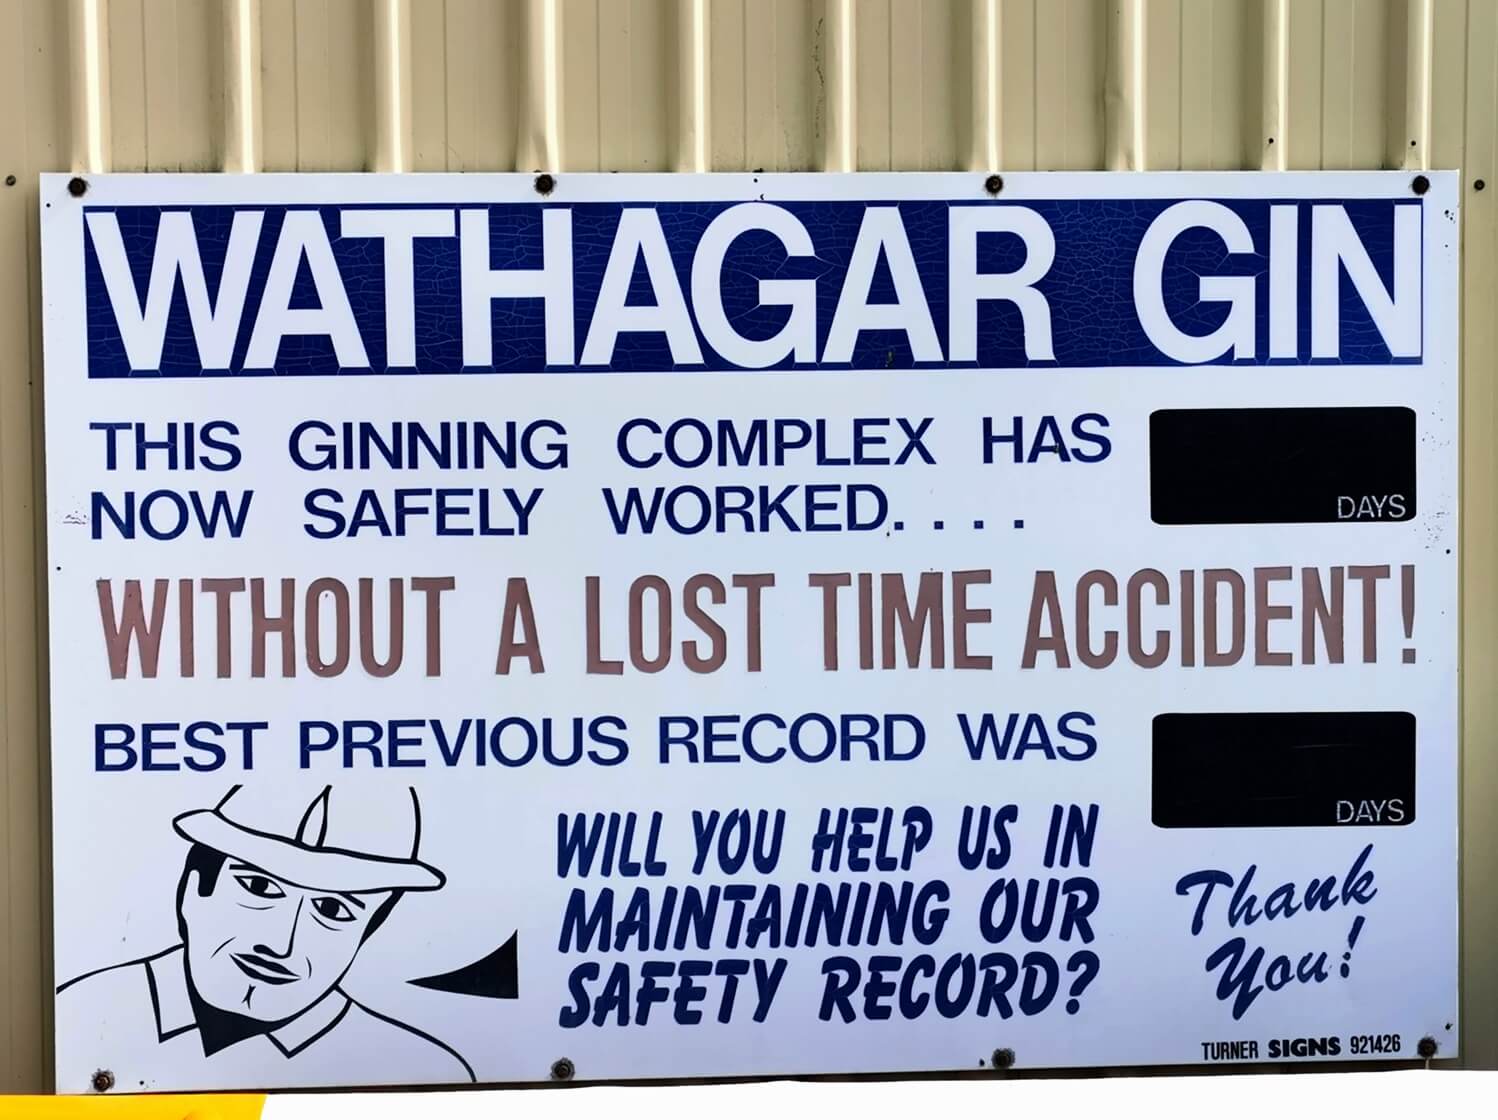 WATHAGAR GIN
THIS GINNING COMPLEX HAS
NOW SAFELY WORKED....
DAYS
WITHOUT A LOST TIME ACCIDENT!
BEST PREVIOUS RECORD WAS
DAYS
WILL YOU HELP US IN
MAINTAINING OUR
SAFETY RECORD?
Thank
You!
TURNER SIGNS 921426